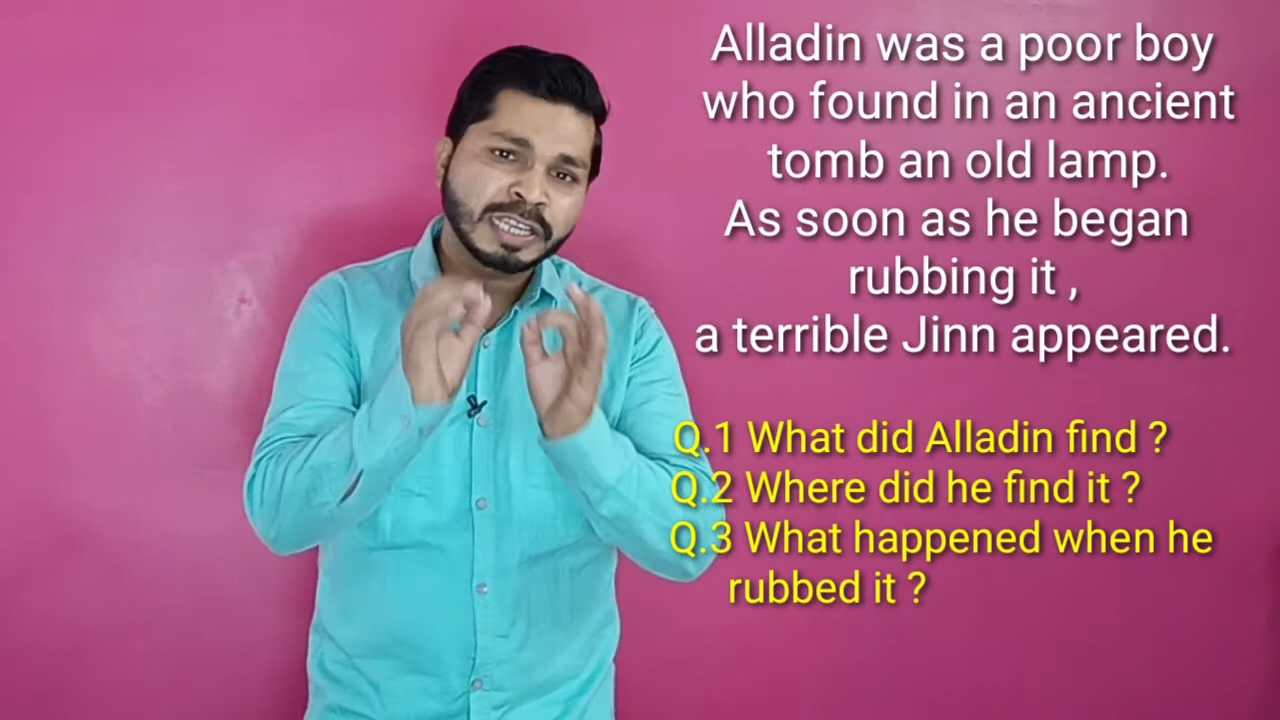 Alladin was a poor boy
who found in an ancient
tomb an old lamp.
As soon as he began
rubbing it ,
a terrible Jinn appeared.
Q.1 What did Alladin find ?
Q.2 Where did he find it ?
Q.3 What happened when he
rubbed it ?